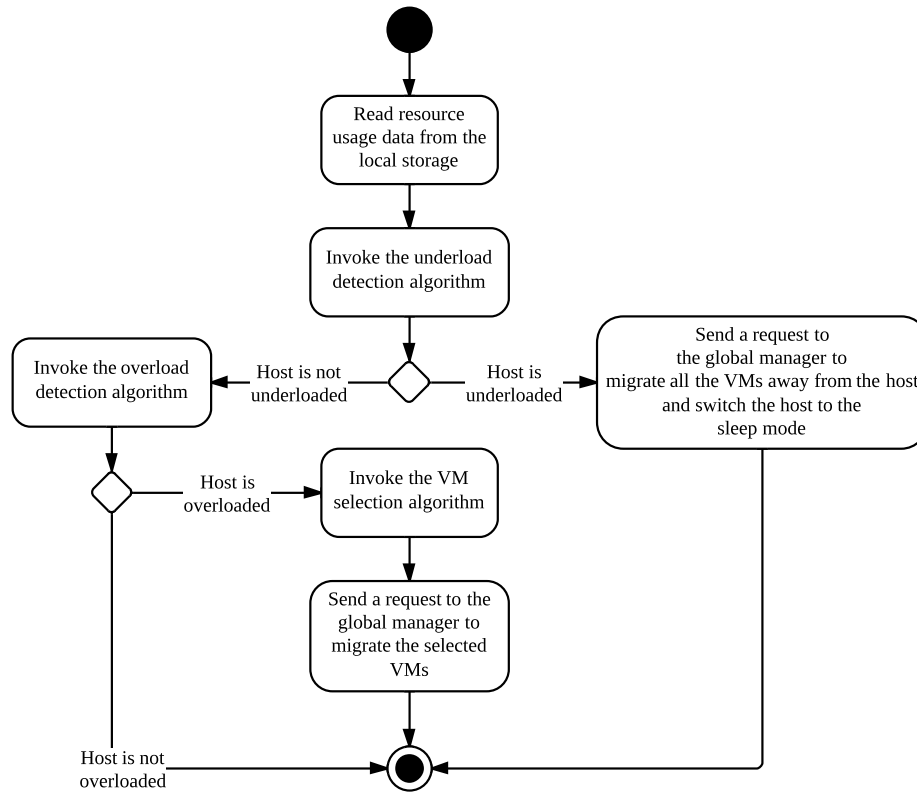 Read resource
usage data from the
local storage
Invoke the underload
detection algorithm
Send a request to
the global manager to
migrate all the VMs away from the host
and switch the host to the
sleep mode
Invoke the overload
detection algorithm
Host is not
underloaded
Host is
underloaded
Host is
overloaded
Invoke the VM
selection algorithm
Send a request to the
global manager to
migrate the selected
VMs
Host is not
overloaded